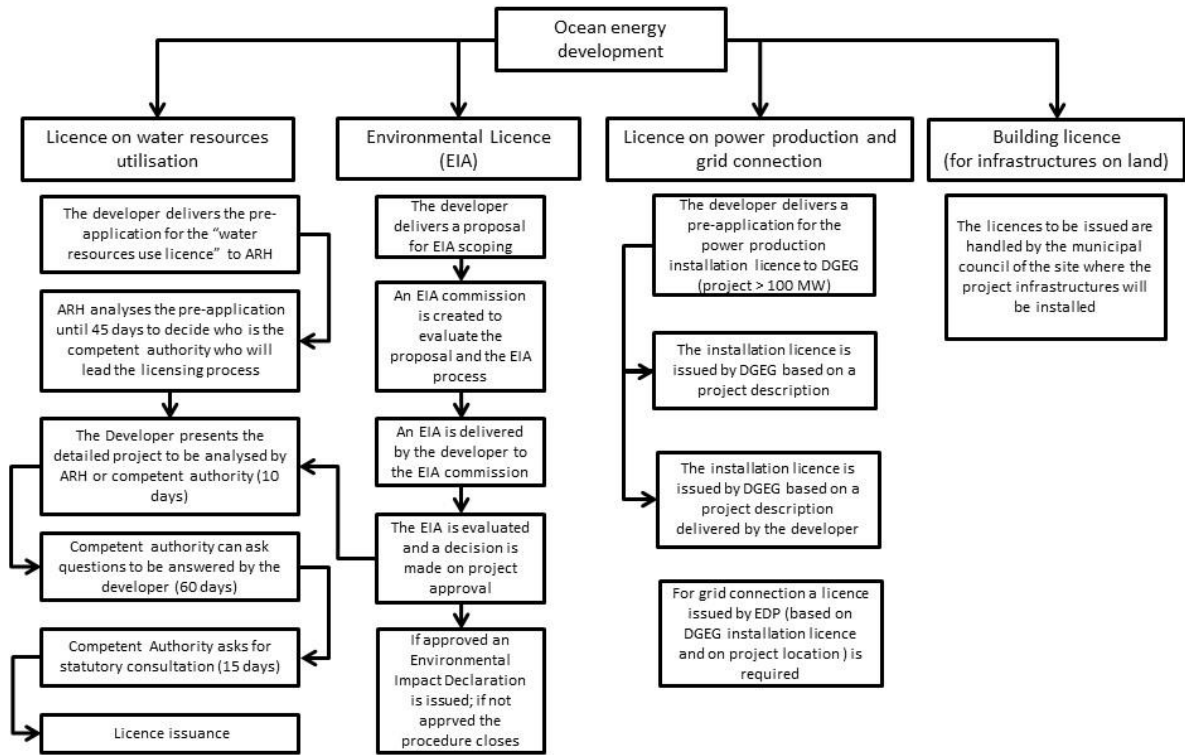 Ocean energy
development
Licence on water resources
utilisation
The developer delivers the pre-
application for the “water
resources use licence” to ARH
ARH analyses the pre-application
until 45 days to decide who is the
competent authority who will
lead the licensing process
The Developer presents the
detailed project to be analysed by
ARH or competent authority (10
days)
Competent authority can ask
questions to be answered by the
developer (60 days)
Competent Authority asks for
statutory consultation (15 days)
Licence issuance
Environmental Licence
(EIA)
The developer
delivers a proposal
for EIA scoping
An EIA commission
is created to
evaluate the
proposal and the EIA
process
An EIA is delivered
by the developer to
the EIA commission
The EIA is evaluated
and a decision is
made on project
approval
If approved an
Environmental
Impact Declaration
is issued; if not
apprved the
procedure closes
Licence on power production and
grid connection
The developer delivers a
pre-application for the
power production
installation licence to DGEG
(project > 100 MW)
The installation licence is
issued by DGEG based on a
project description
The installation licence is
issued by DGEG based on a
project description
delivered by the developer
For grid connection a licence
issued by EDP (based on
DGEG installation licence
and on project location ) is
required
Building licence
(for infrastructures on land)
The licences to be issued are
handled by the municipal
council of the site where the
project infrastructures will
be installed